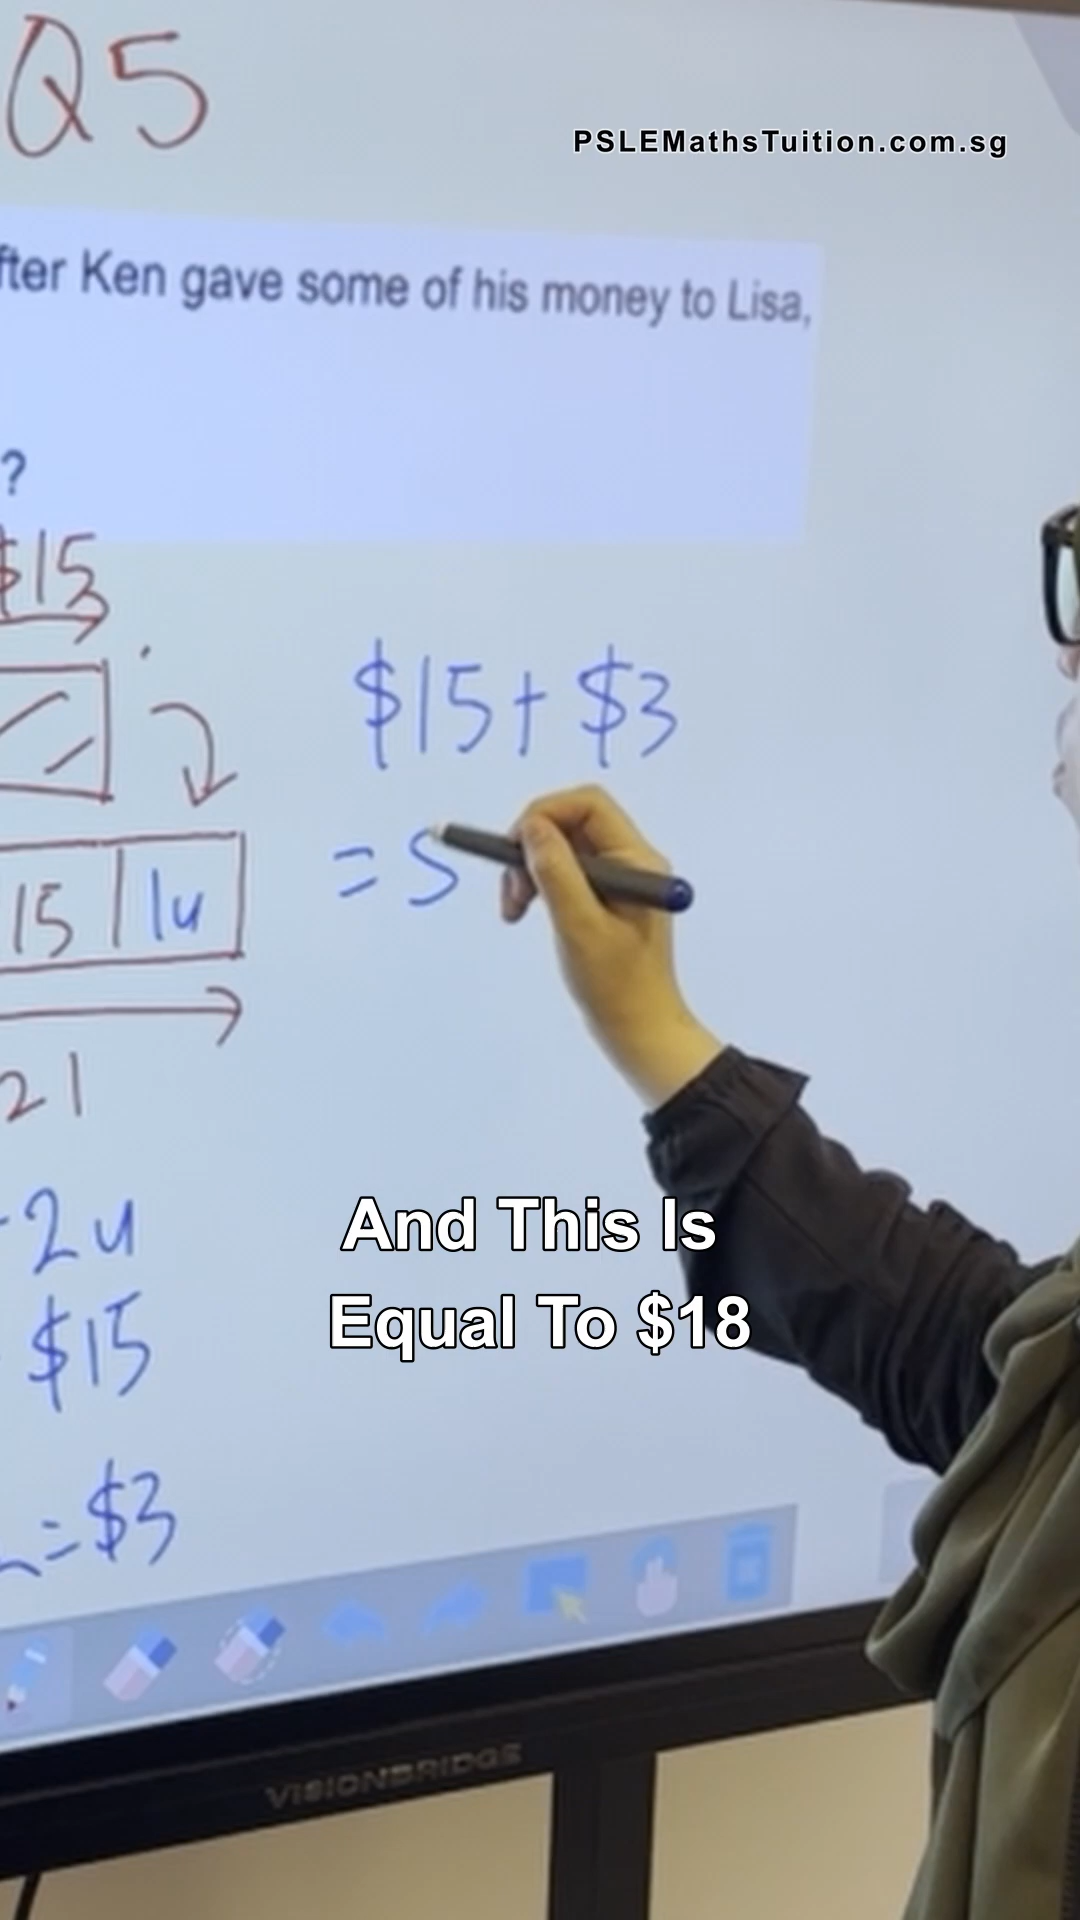 Q5
PSLEMathsTuition.com.sg
fter Ken gave some of his money to Lisa,
?
$15
$15 + $3
= S
15 1u
21
-2u
$15
= $3
And This Is
Equal To $18
VISIONBRIDGE